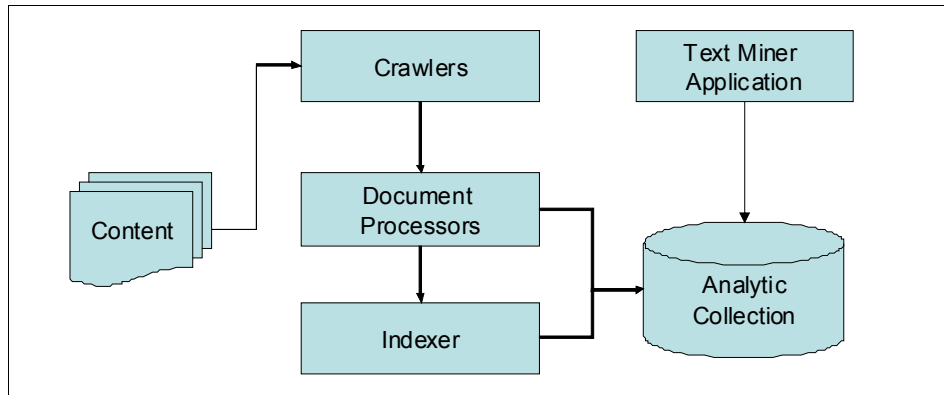 Crawlers
Text Miner
Application
Content
Document
Processors
Analytic
Collection
Indexer